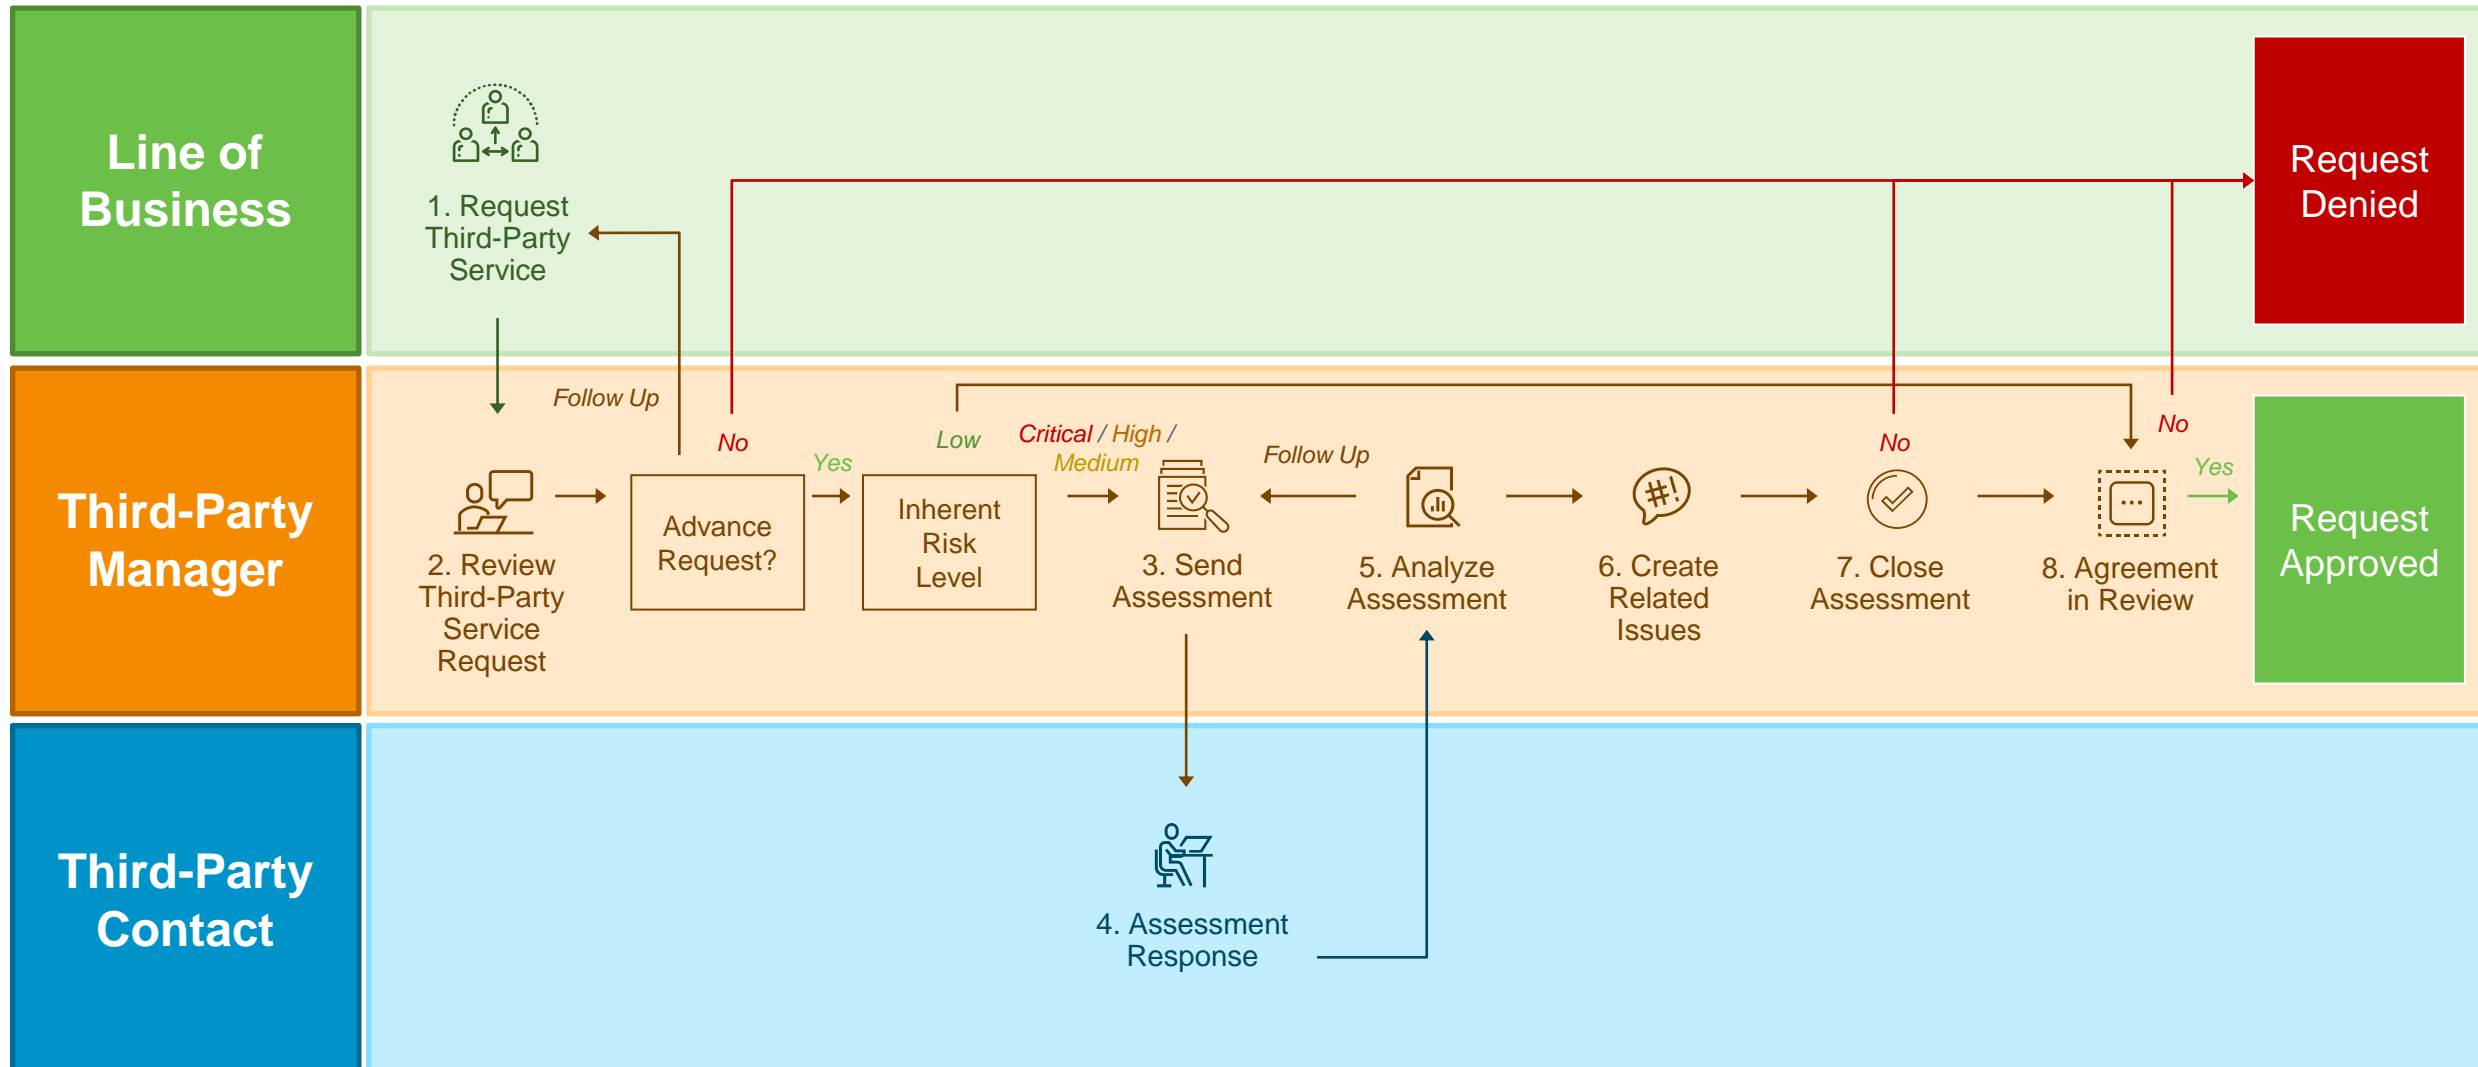 Line of
Business
1. Request
Third-Party
Service
Request
Denied
Third-Party
Manager
Follow Up
No
Yes
Low
Critical / High /
Medium
Follow Up
No
No
Yes
2. Review
Third-Party
Service
Request
Advance
Request?
Inherent
Risk
Level
3. Send
Assessment
5. Analyze
Assessment
#!
6. Create
Related
Issues
7. Close
Assessment
8. Agreement
in Review
Request
Approved
Third-Party
Contact
4. Assessment
Response